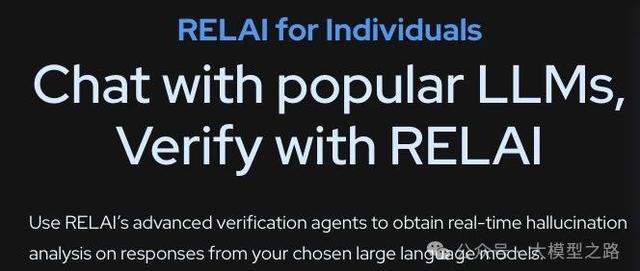 RELAI for Individuals
Chat with popular LLMs,
Verify with RELAI
Use RELAI's advanced verification agents to obtain real-time hallucination
analysis on responses from your chosen large language models.
公众号 · 大模型之路